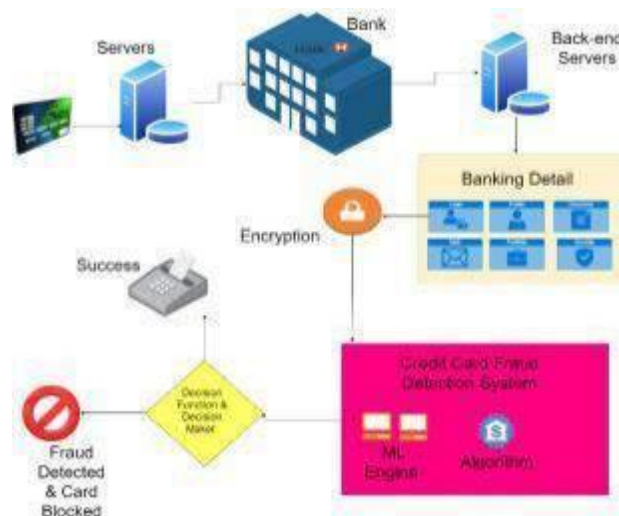 Servers
Bank
Back-end
Servers
Banking Detail
Encryption
Success
Credit Card Fraud
Detection System
Decision
Function &
Decision
Maker
ML
Engine
Algorithm
Fraud
Detected
& Card
Blocked